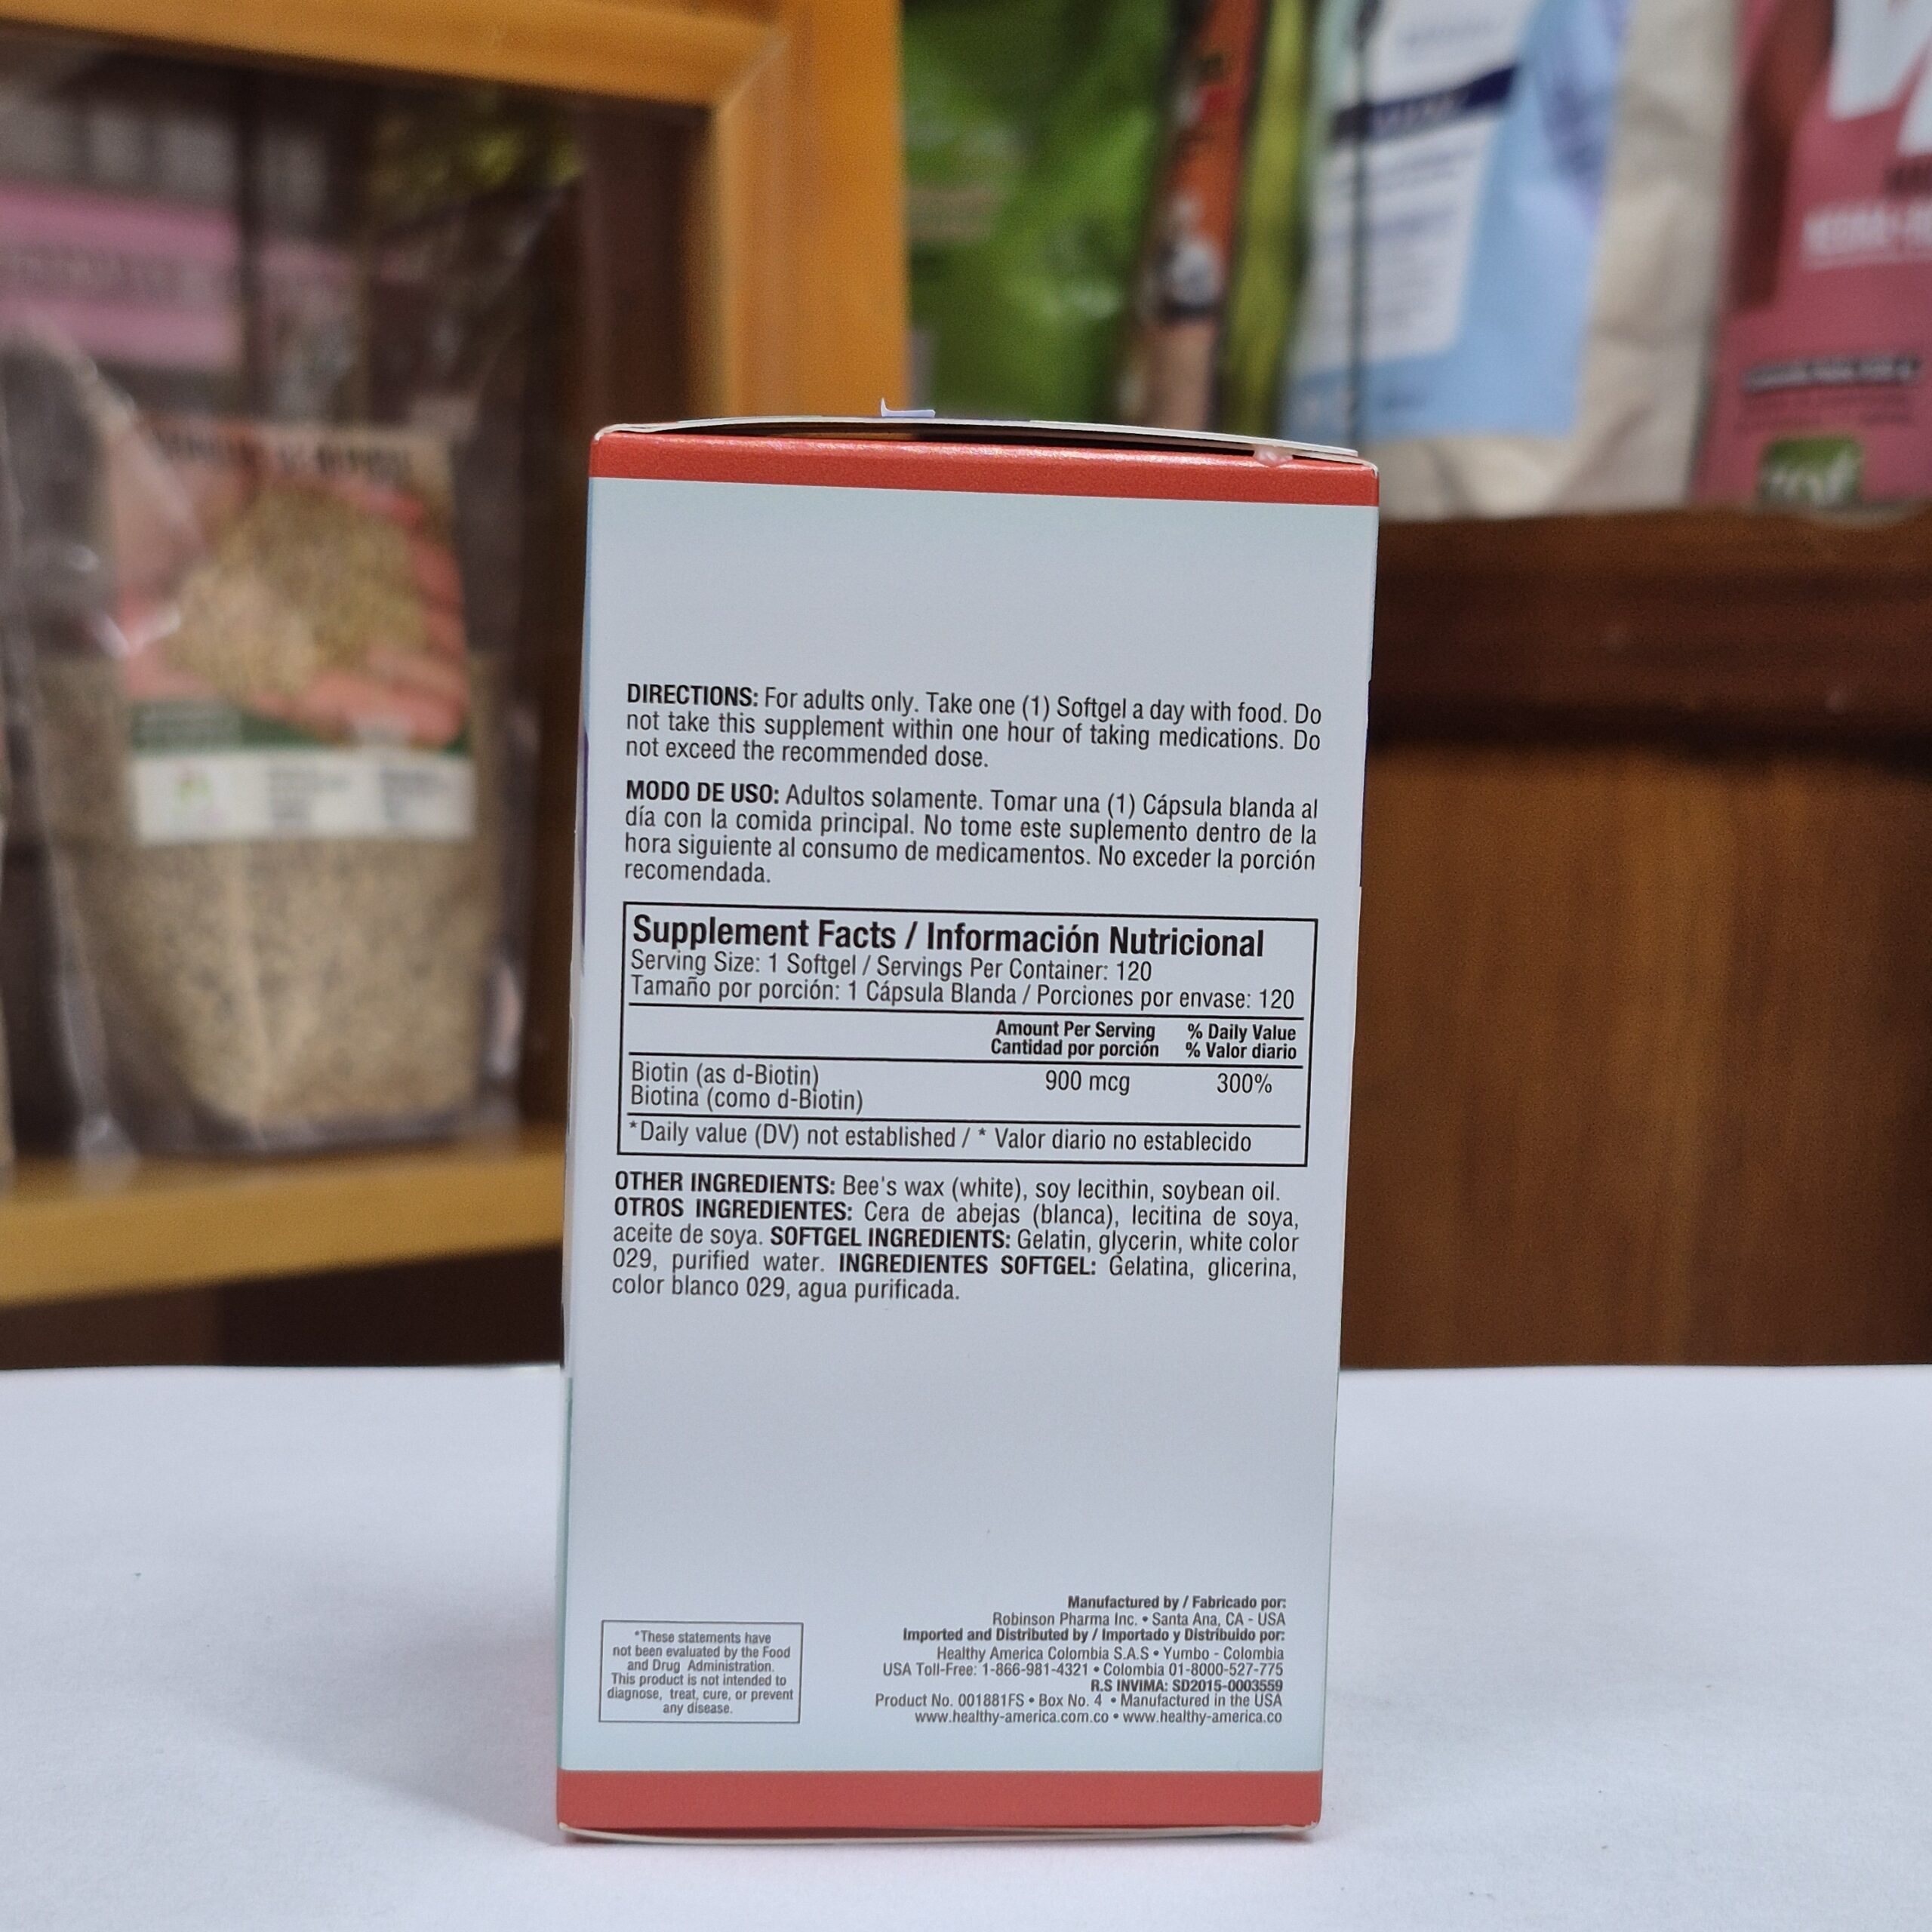 DIRECTIONS: For adults only. Take one (1) Softgel a day with food. Do
not take this supplement within one hour of taking medications. Do
not exceed the recommended dose.
MODO DE USO: Adultos solamente. Tomar una (1) Cápsula blanda al
día con la comida principal. No tome este suplemento dentro de la
hora siguiente al consumo de medicamentos. No exceder la porción
recomendada.
Supplement Facts / Información Nutricional
Serving Size: 1 Softgel / Servings Per Container: 120
Tamaño por porción: 1 Cápsula Blanda / Porciones por envase: 120
Amount Per Serving % Daily Value
Cantidad por porción % Valor diario
Biotin (as d-Biotin) 900 mcg 300%
Biotina (como d-Biotin)
*Daily value (DV) not established / * Valor diario no establecido
OTHER INGREDIENTS: Bee's wax (white), soy lecithin, soybean oil.
OTROS INGREDIENTES: Cera de abejas (blanca), lecitina de soya,
aceite de soya. SOFTGEL INGREDIENTS: Gelatin, glycerin, white color
029, purified water. INGREDIENTES SOFTGEL: Gelatina, glicerina,
color blanco 029, agua purificada.
*These statements have
not been evaluated by the Food
and Drug Administration.
This product is not intended to
diagnose, treat, cure, or prevent
any disease.
Manufactured by / Fabricado por:
Robinson Pharma Inc. • Santa Ana, CA - USA
Imported and Distributed by / Importado y Distribuido por:
Healthy America Colombia S.A.S • Yumbo - Colombia
USA Toll-Free: 1-866-981-4321 • Colombia 01-8000-527-775
R.S INVIMA: SD2015-0003559
Product No. 001881FS • Box No. 4 • Manufactured in the USA
www.healthy-america.com.co • www.healthy-america.co